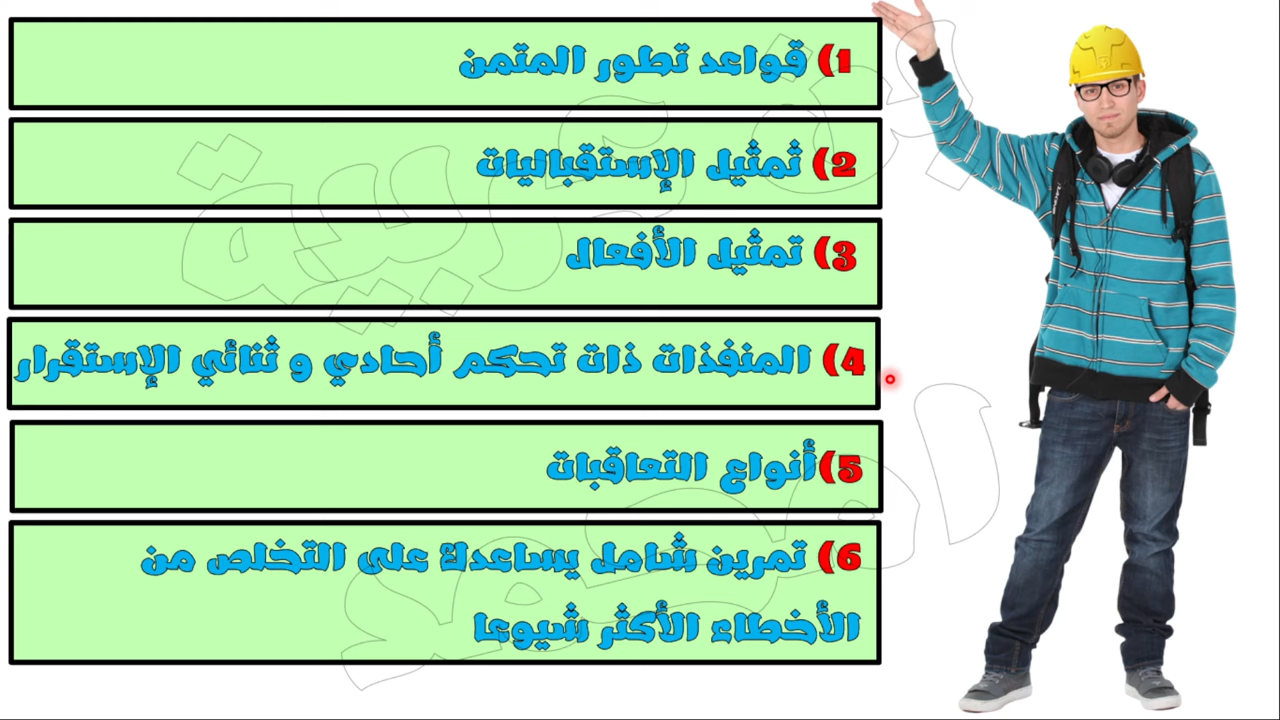 1) قواعد تطور المتمن
2) ثمثيل الإستقباليات
3) تمثيل الأفعال
4) المنفذات ذات تحكم أحادي و ثنائي الإستقرار
5)أنواع التعاقبات
6) تمرين شامل يساعدك على التخلص من
الأخطاء الأكثر شيوعا